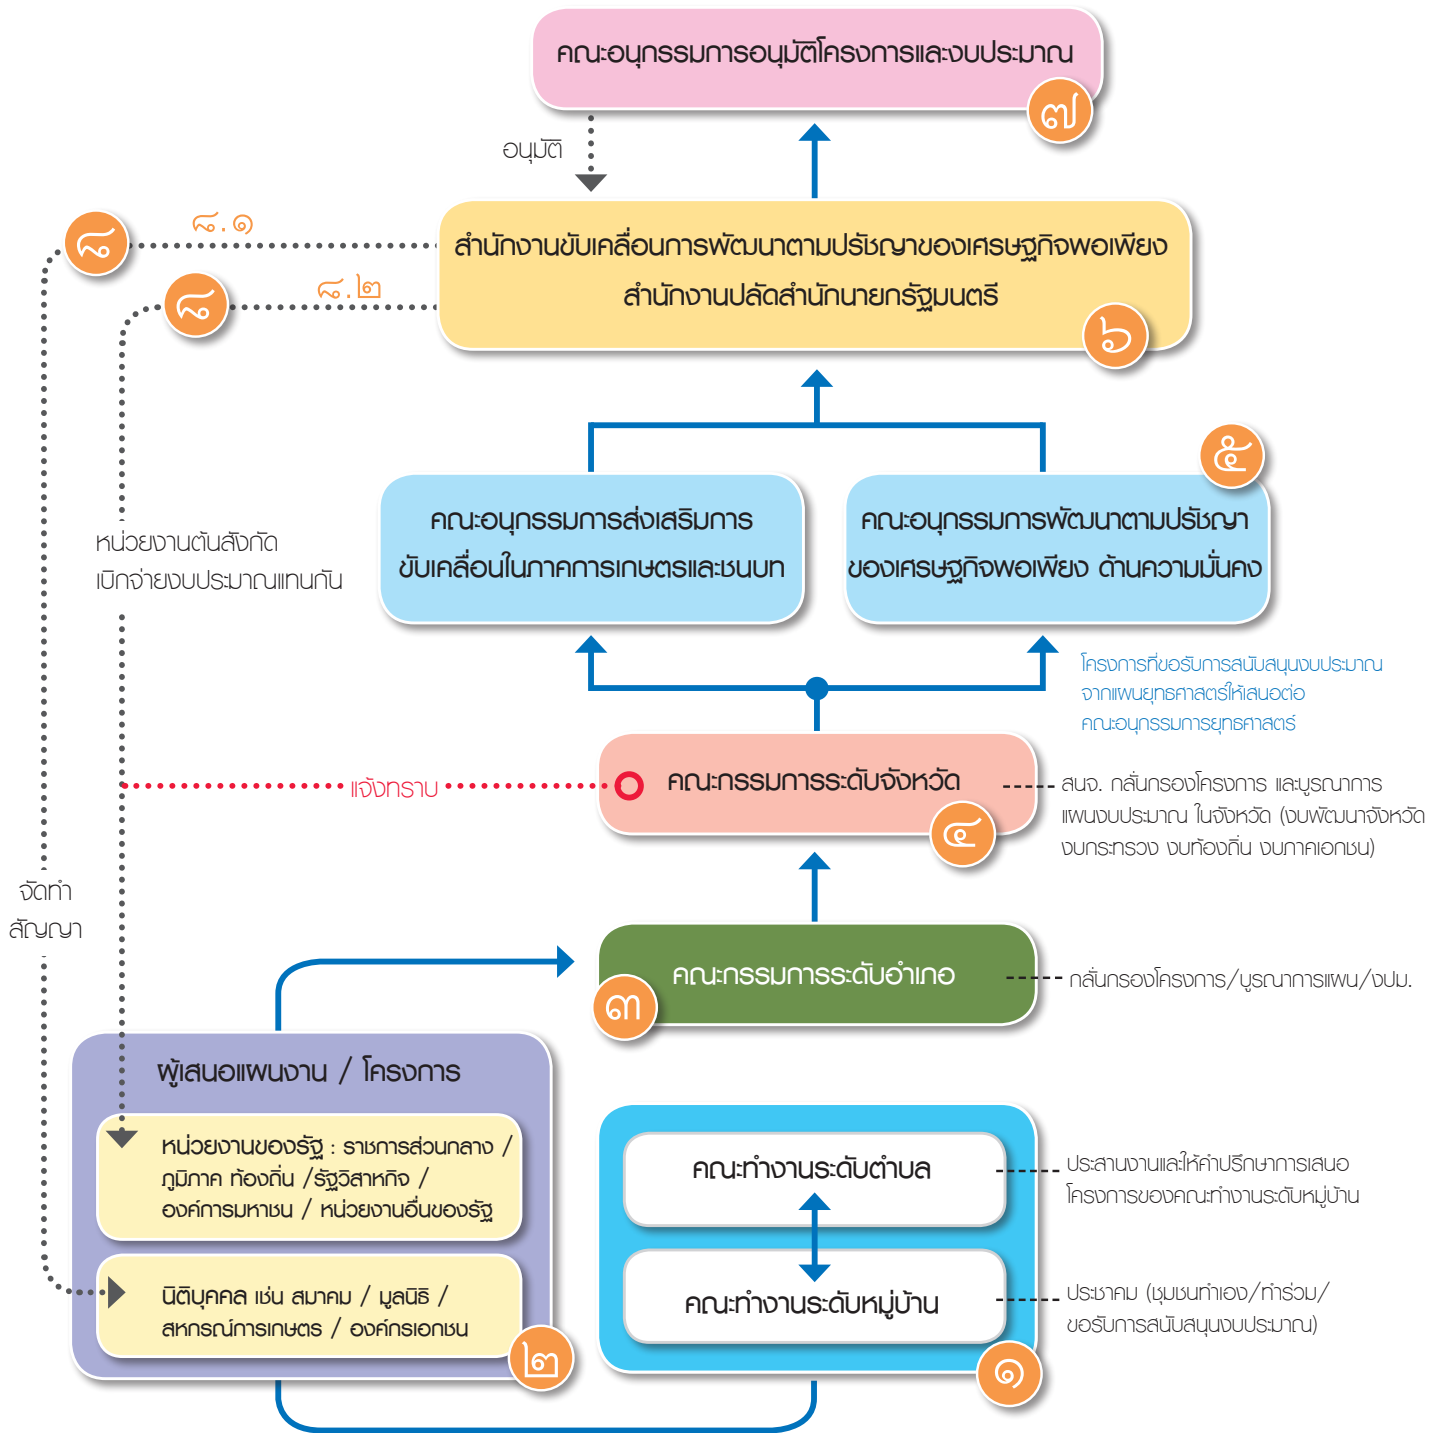 คณะอนุกรรมการอนุมัติโครงการและงบประมาณ
๗
อนุมัติ
๘
๘.๑
สำนักงานขับเคลื่อนการพัฒนาตามปรัชญาของเศรษฐกิจพอเพียง
สำนักงานปลัดสำนักนายกรัฐมนตรี
๘
๘.๒
๖
๕
คณะอนุกรรมการส่งเสริมการ
ขับเคลื่อนในภาคการเกษตรและชนบท
คณะอนุกรรมการพัฒนาตามปรัชญา
ของเศรษฐกิจพอเพียง ด้านความมั่นคง
หน่วยงานต้นสังกัด
เบิกจ่ายงบประมาณแทนกัน
โครงการที่ขอรับการสนับสนุนงบประมาณ
จากแผนยุทธศาสตร์ให้เสนอต่อ
คณะอนุกรรมการยุทธศาสตร์
แจ้งทราบ
คณะกรรมการระดับจังหวัด
๔
สนจ. กลั่นกรองโครงการ และบูรณาการ
แผนงบประมาณ ในจังหวัด (งบพัฒนาจังหวัด
งบกระทรวง งบท้องถิ่น งบภาคเอกชน)
จัดทำ
สัญญา
คณะกรรมการระดับอำเภอ
๓
กลั่นกรองโครงการ/บูรณาการแผน/งปม.
ผู้เสนอแผนงาน / โครงการ
หน่วยงานของรัฐ : ราชการส่วนกลาง /
ภูมิภาค ท้องถิ่น /รัฐวิสาหกิจ /
องค์การมหาชน / หน่วยงานอื่นของรัฐ
นิติบุคคล เช่น สมาคม / มูลนิธิ /
สหกรณ์การเกษตร / องค์กรเอกชน
๒
คณะทำงานระดับตำบล
ประสานงานและให้คำปรึกษาการเสนอ
โครงการของคณะทำงานระดับหมู่บ้าน
คณะทำงานระดับหมู่บ้าน
ประชาคม (ชุมชนทำเอง/ทำร่วม/
ขอรับการสนับสนุนงบประมาณ)
๑